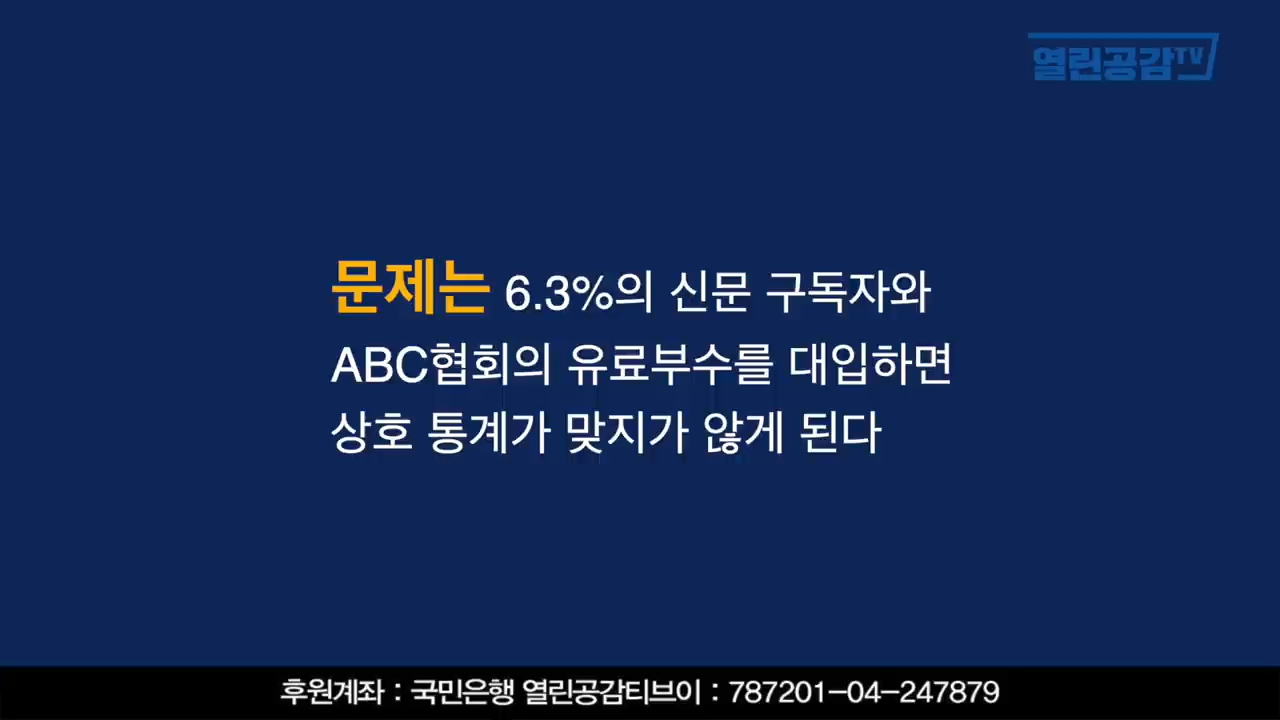 열린공감TV
문제는 6.3%의 신문 구독자와
ABC협회의 유료부수를 대입하면
상호 통계가 맞지가 않게 된다
후원계좌 : 국민은행 열린공감티브이 : 787201-04-247879